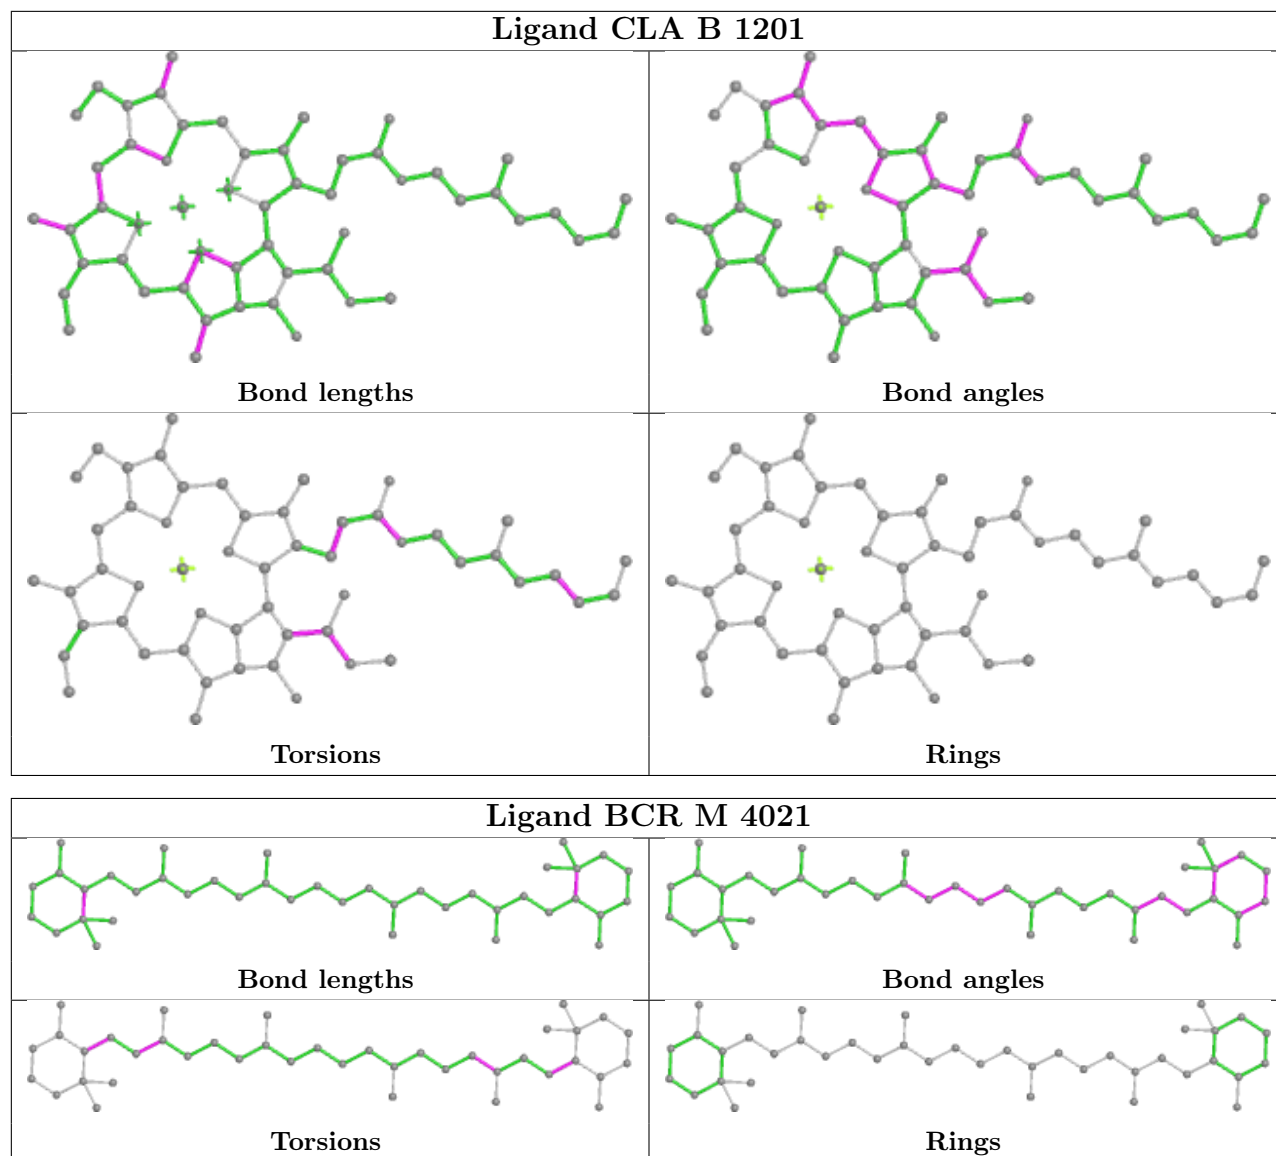 Ligand CLA B 1201
Bond lengths
Bond angles
Torsions
Rings
Ligand BCR M 4021
Bond lengths
Bond angles
Torsions
Rings